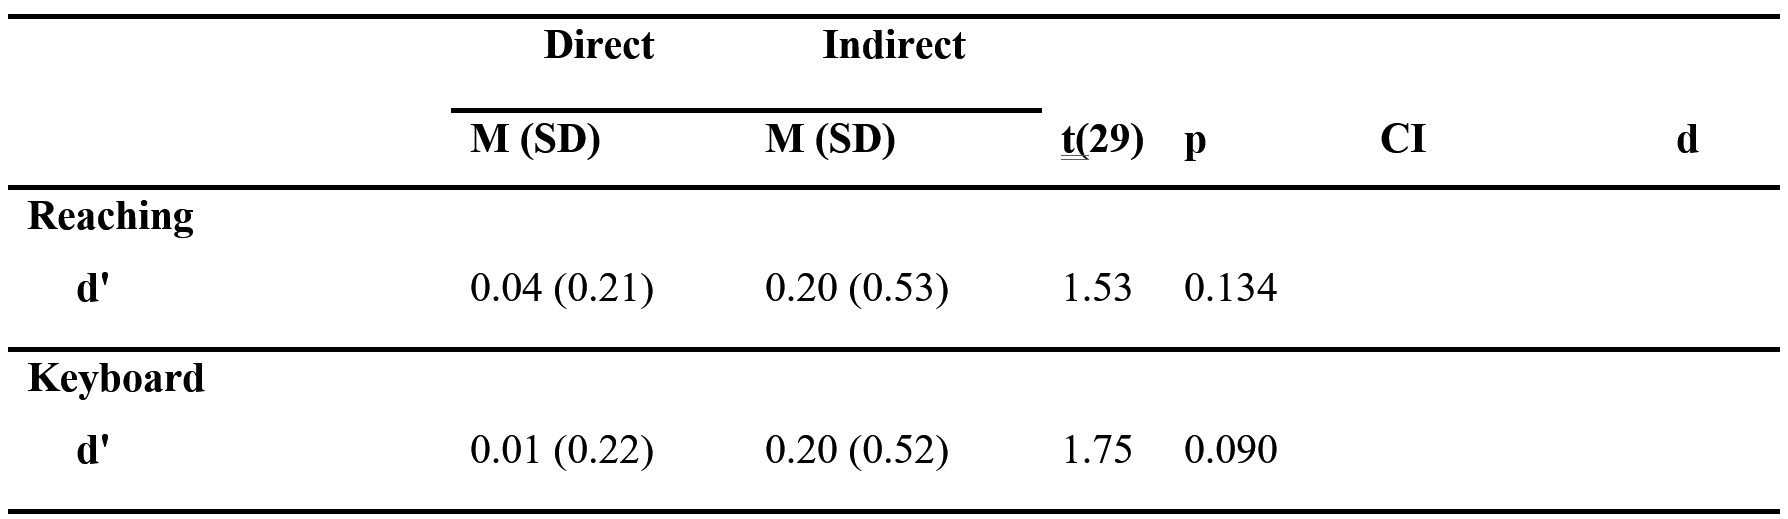 Direct Indirect
M (SD) M (SD) t(29) p CI d
Reaching
d' 0.04 (0.21) 0.20 (0.53) 1.53 0.134
Keyboard
d' 0.01 (0.22) 0.20 (0.52) 1.75 0.090